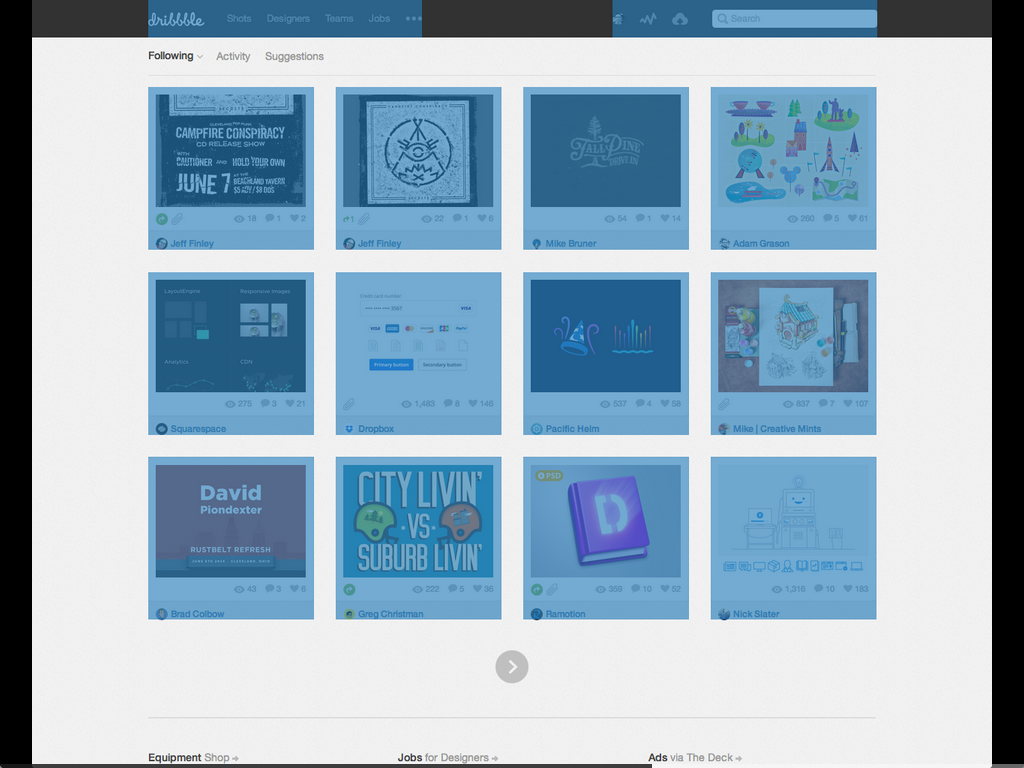 dribbble Shots Designers Teams Jobs ••• Search
Following Activity Suggestions
CAMPFIRE CONSPIRACY
CD RELEASE SHOW
WITH CAUTIONER AND HOLD YOUR OWN
JUNE 7 AT THE BEACHLAND TAVERN
$5 ADV / $8 DOS
18 1 2
Jeff Finley
CAMPFIRE CONSPIRACY
1 22 1 6
Jeff Finley
TALL PINE
DRIVE IN
54 1 14
Mike Bruner
260 5 61
Adam Grason
LayoutEngine Responsive Images
Analytics CDN
275 3 21
Squarespace
Credit card number:
•••• •••• •••• 3567 VISA
VISA PayPal
Primary button Secondary button
1,483 8 146
Dropbox
537 4 58
Pacific Helm
837 7 107
Mike | Creative Mints
David
Piondexter
RUSTBELT REFRESH
43 3 6
Brad Colbow
CITY LIVIN'
·VS·
SUBURB LIVIN'
222 5 36
Greg Christman
PSD
D
359 10 52
Ramotion
1,316 10 183
Nick Slater
Equipment Shop → Jobs for Designers → Ads via The Deck →